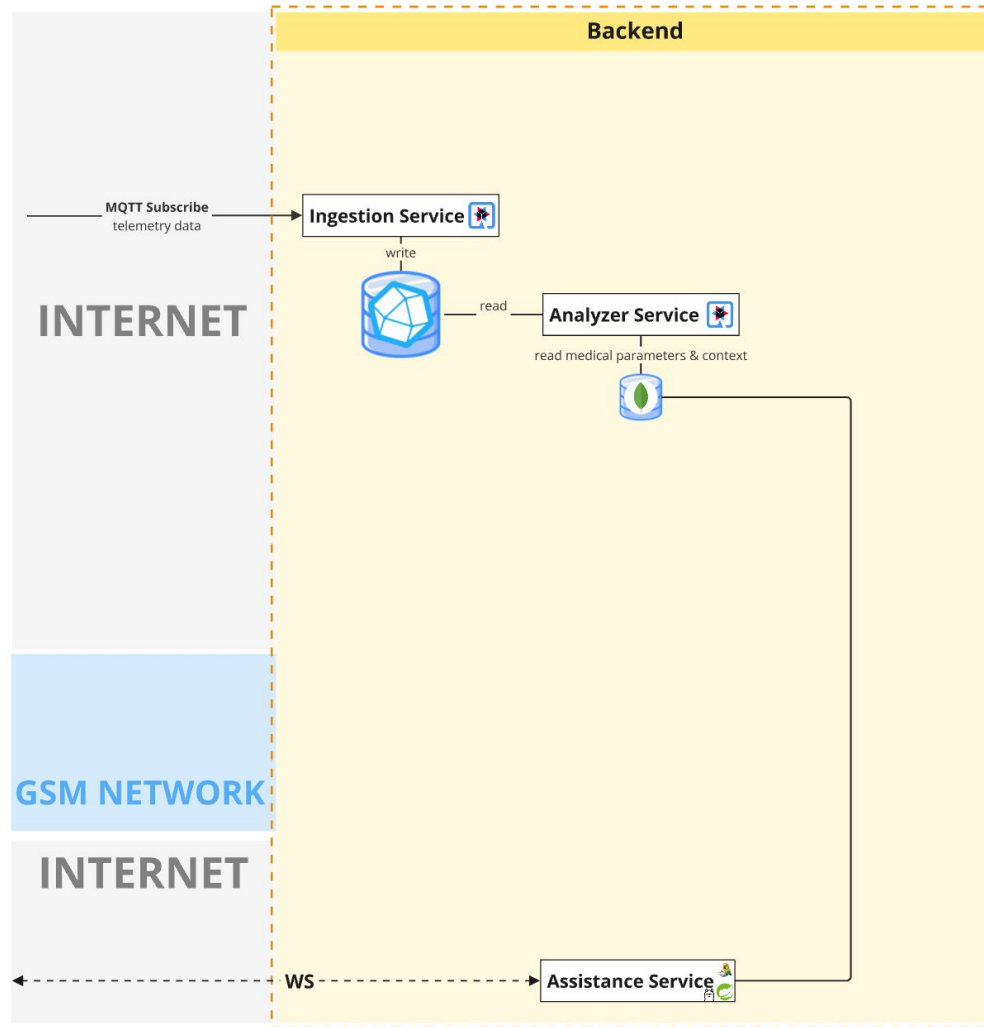 Backend
MQTT Subscribe
telemetry data
Ingestion Service
write
INTERNET
read
Analyzer Service
read medical parameters & context
GSM NETWORK
INTERNET
WS
Assistance Service